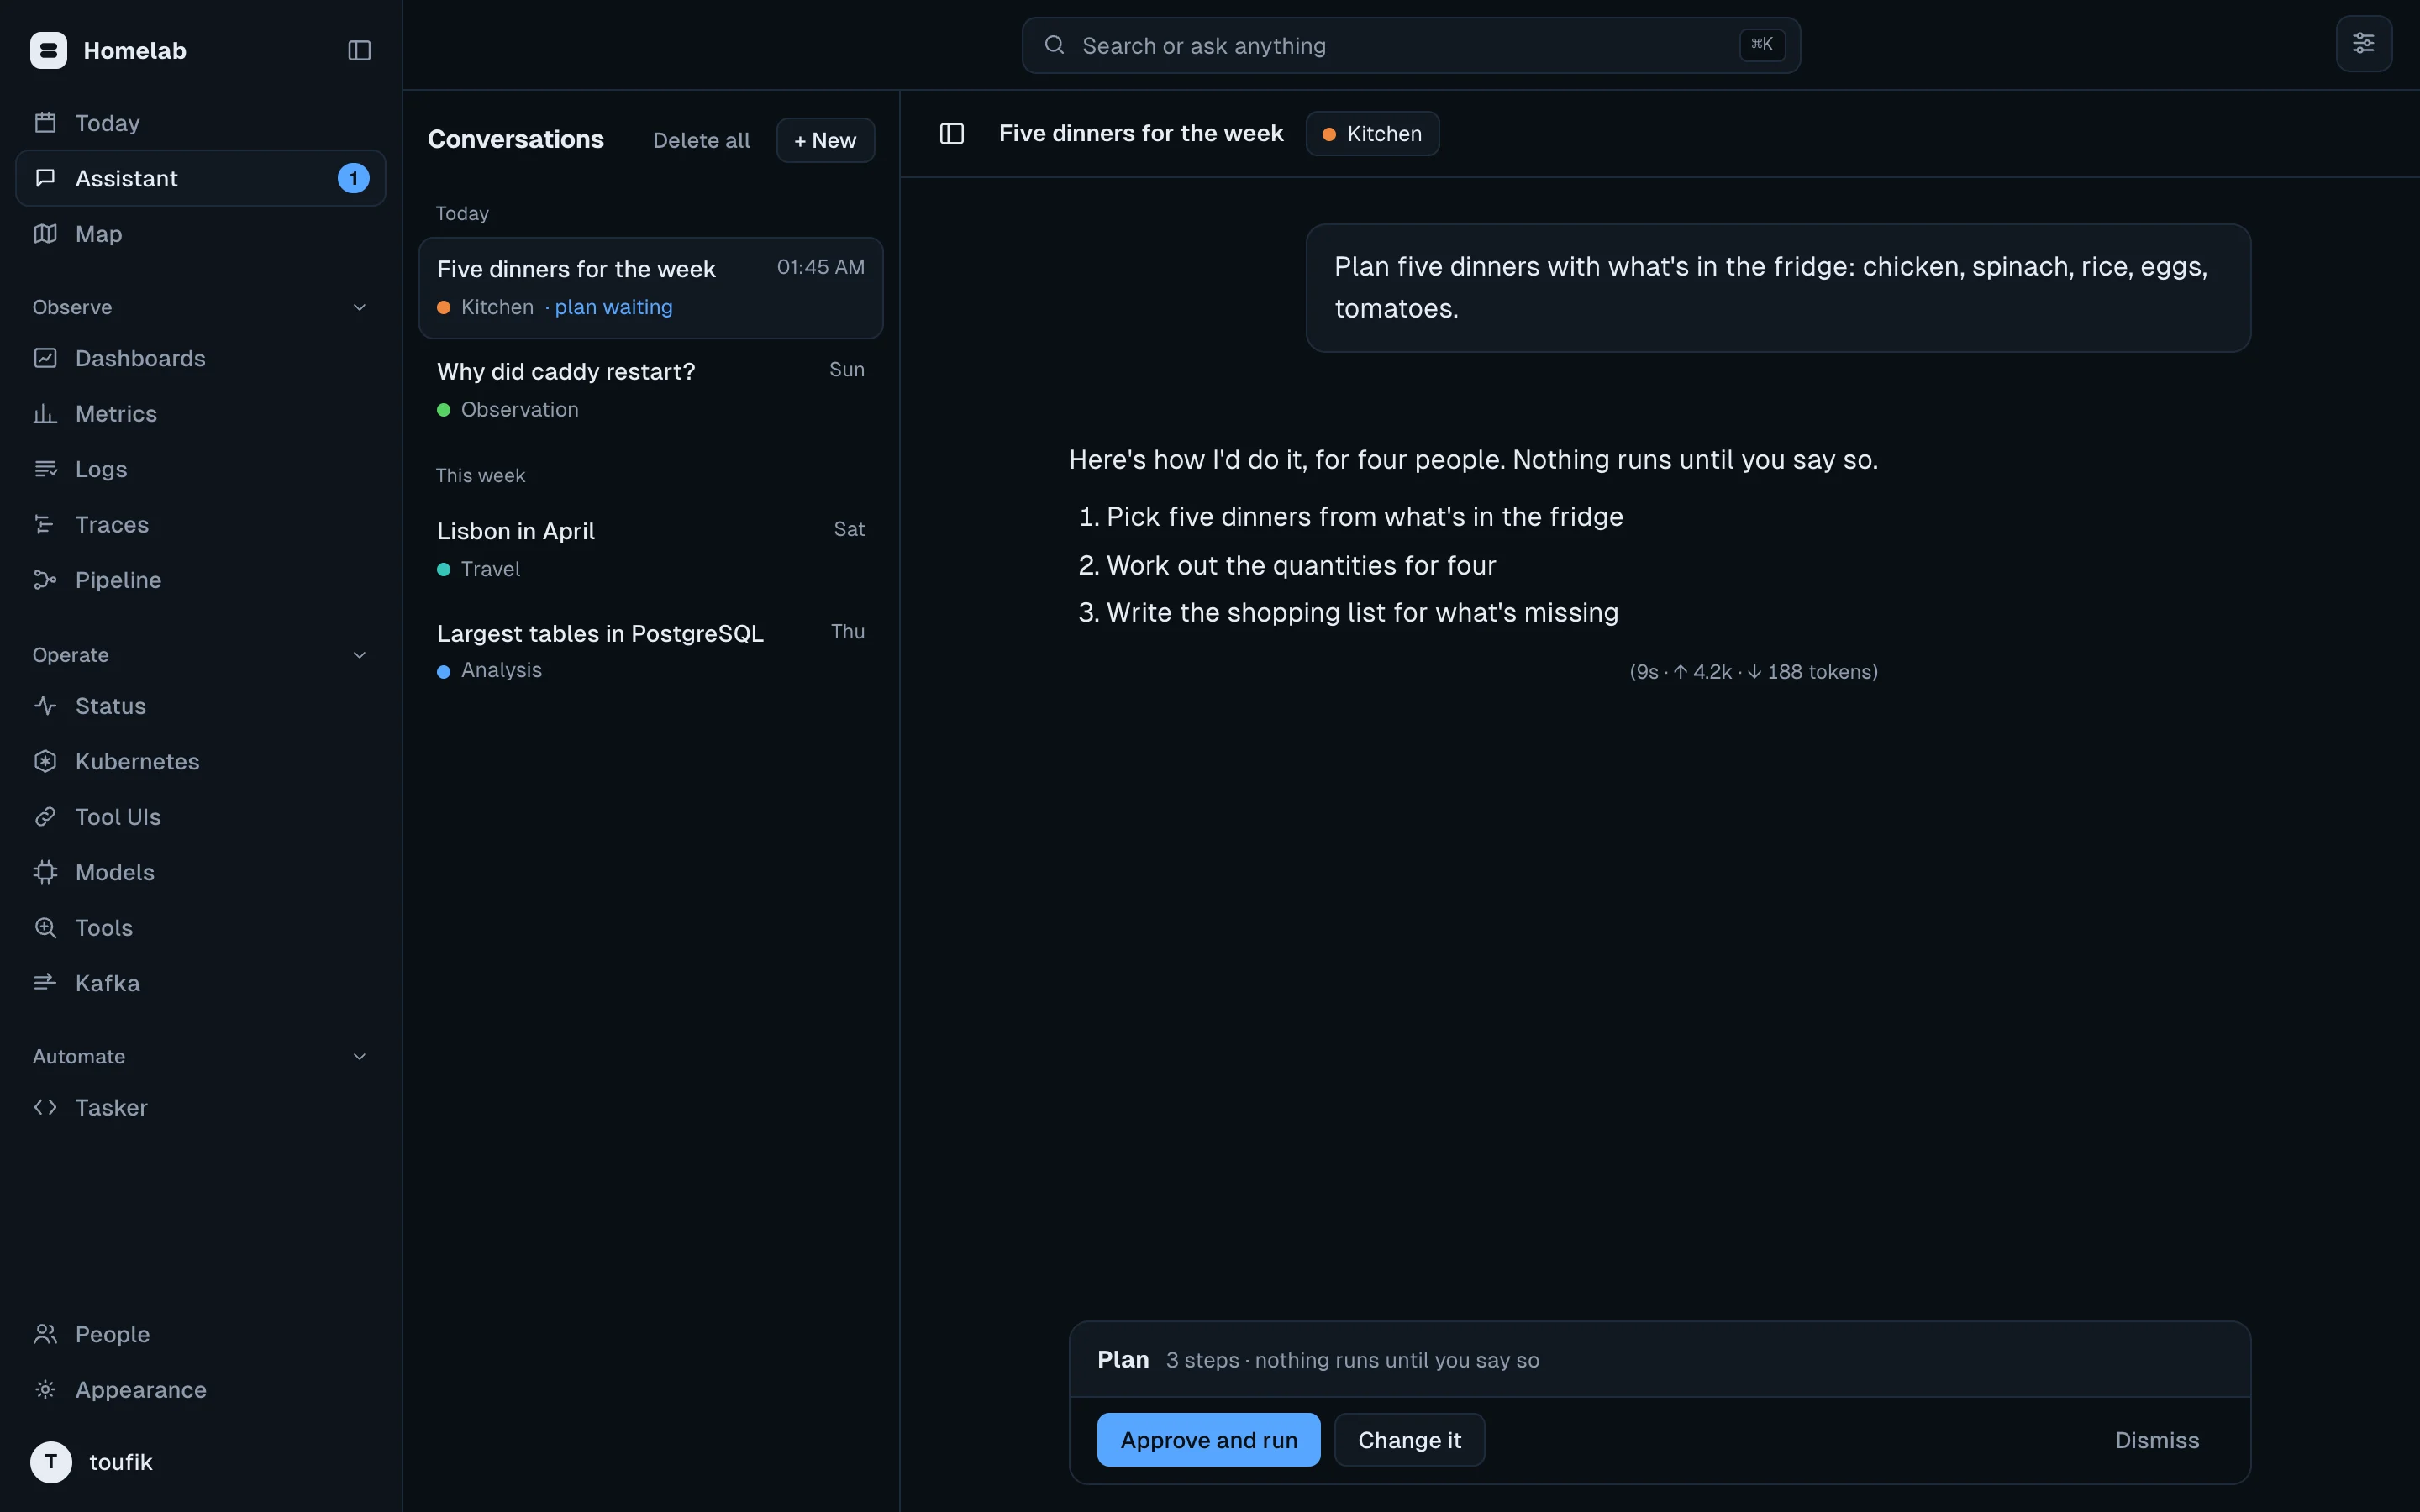 Homelab
Today
Assistant
1
Map
Observe
Dashboards
Metrics
Logs
Traces
Pipeline
Operate
Status
Kubernetes
Tool UIs
Models
Tools
Kafka
Automate
Tasker
People
Appearance
T
toufik
Search or ask anything
⌘K
Conversations
Delete all
+ New
Today
Five dinners for the week
01:45 AM
Kitchen · plan waiting
Why did caddy restart?
Sun
Observation
This week
Lisbon in April
Sat
Travel
Largest tables in PostgreSQL
Thu
Analysis
Five dinners for the week
Kitchen
Plan five dinners with what's in the fridge: chicken, spinach, rice, eggs,
tomatoes.
Here's how I'd do it, for four people. Nothing runs until you say so.
1. Pick five dinners from what's in the fridge
2. Work out the quantities for four
3. Write the shopping list for what's missing
(9s · ↑ 4.2k · ↓ 188 tokens)
Plan
3 steps · nothing runs until you say so
Approve and run
Change it
Dismiss